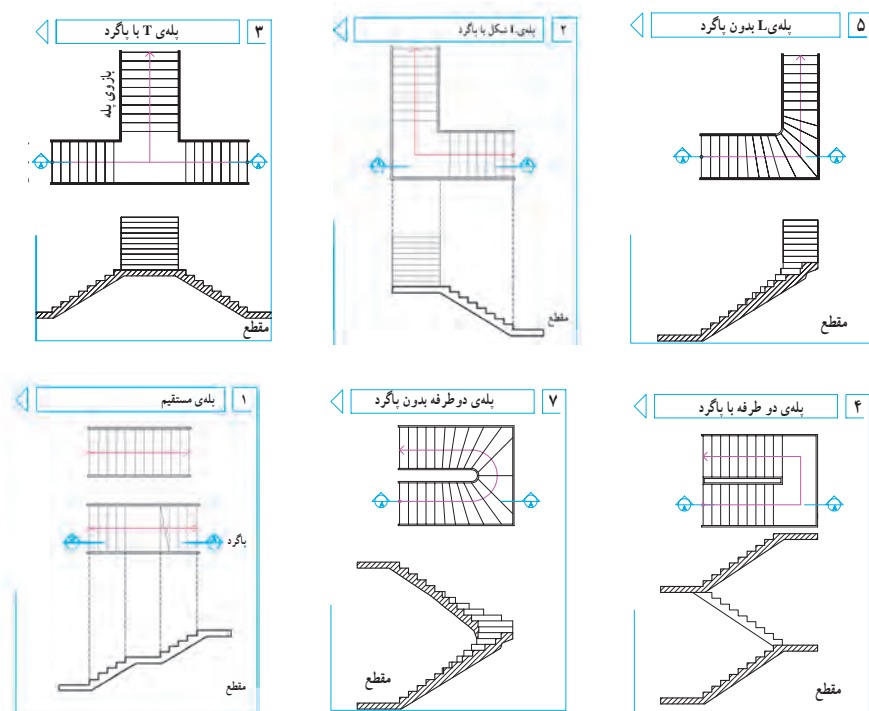 ۵ پله‌ی L بدون پاگرد
مقطع
۲ پله‌ی L شکل با پاگرد
مقطع
۳ پله‌ی T با پاگرد
بازوی پله
مقطع
۴ پله‌ی دو طرفه با پاگرد
مقطع
۷ پله‌ی دوطرفه بدون پاگرد
مقطع
۱ پله‌ی مستقیم
پاگرد
مقطع